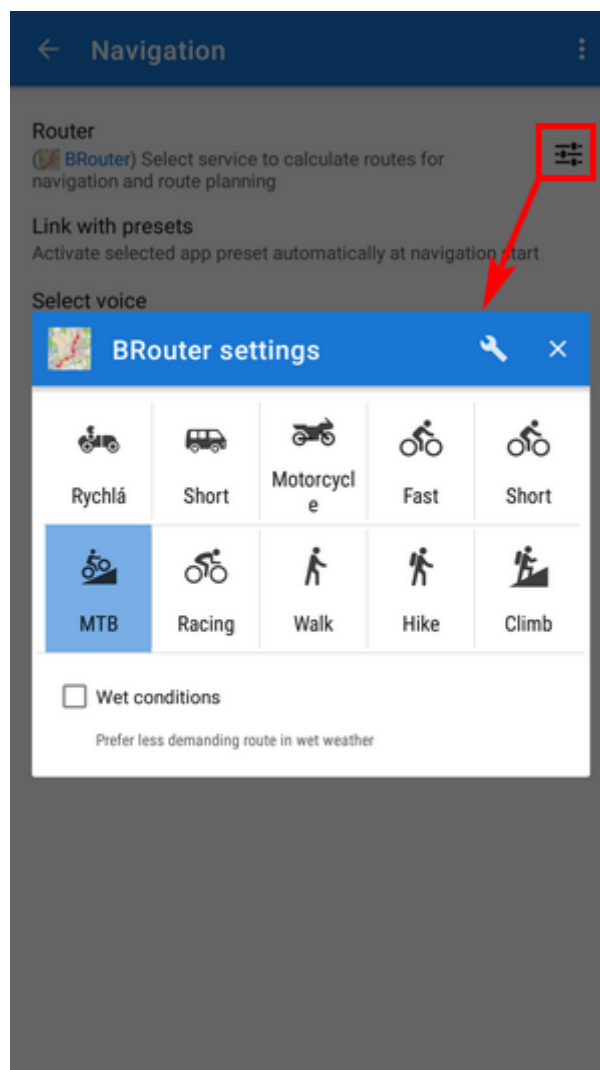 Navigation
Router
(BRouter) Select service to calculate routes for
navigation and route planning
Link with presets
Activate selected app preset automatically at navigation start
Select voice
BRouter settings
Rychlá
Short
Motorcycl
e
Fast
Short
MTB
Racing
Walk
Hike
Climb
Wet conditions
Prefer less demanding route in wet weather